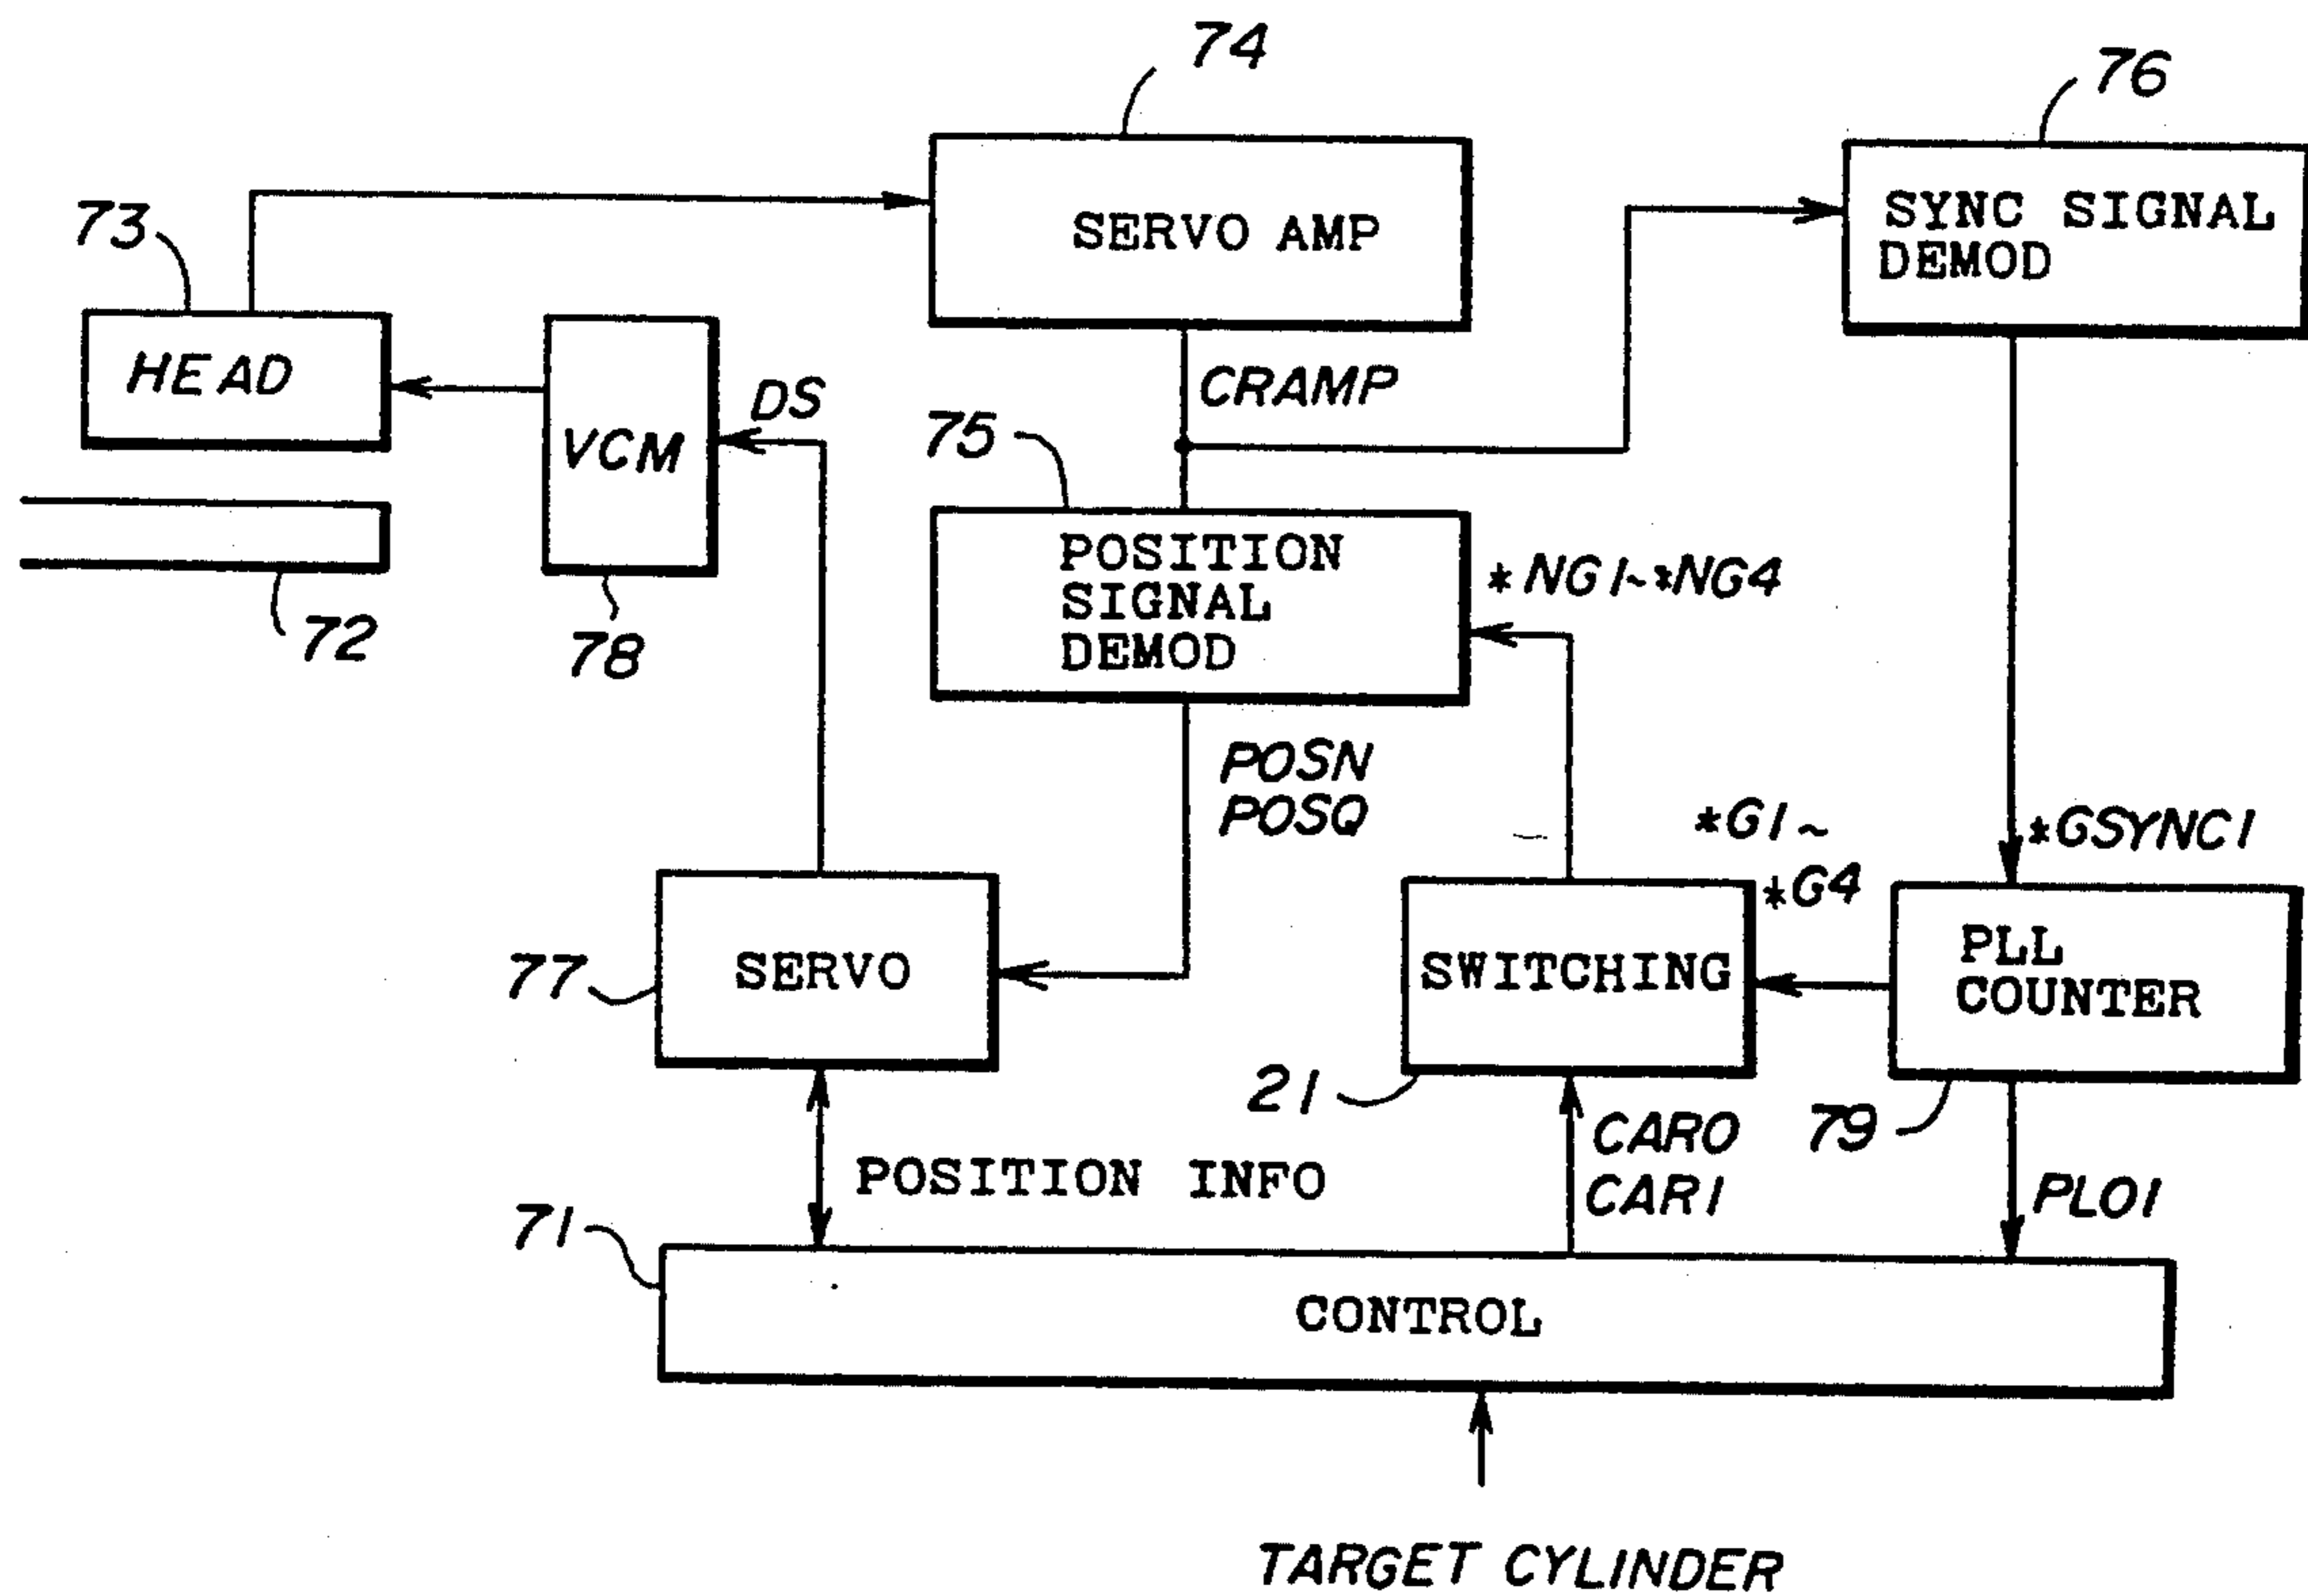 74
76
73
SERVO AMP
SYNC SIGNAL
DEMOD
HEAD
DS
CRAMP
VCM
75
POSITION
SIGNAL
DEMOD
*NG1~*NG4
72
78
POSN
POSQ
*G1~
*G4
*GSYNC1
77
SERVO
SWITCHING
PLL
COUNTER
21
CAR0
CAR1
79
POSITION INFO
PLO1
71
CONTROL
TARGET CYLINDER